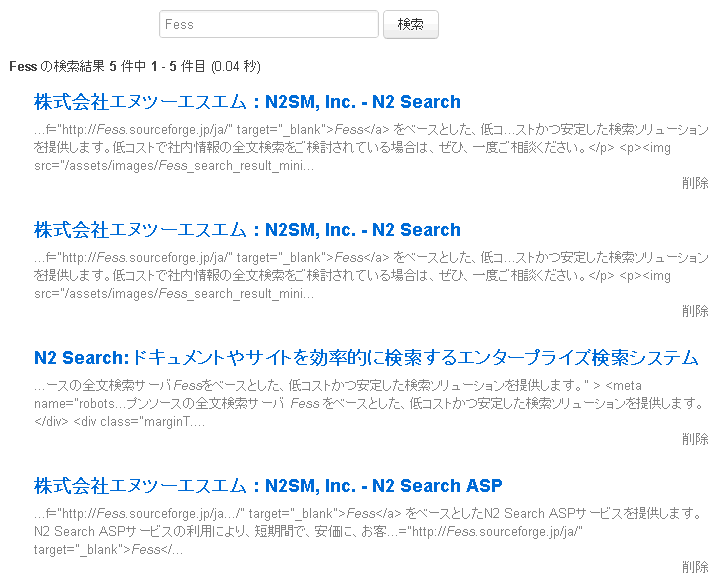 Fess 検索
Fess の検索結果 5 件中 1 - 5 件目 (0.04 秒)
株式会社エヌツーエスエム : N2SM, Inc. - N2 Search
...f="http://Fess.sourceforge.jp/ja/" target="_blank">Fess</a> をベースとした、低コ...ストかつ安定した検索ソリューション
を提供します。低コストで社内情報の全文検索をご検討されている場合は、ぜひ、一度ご相談ください。</p> <p><img
src="/assets/images/Fess_search_result_mini...
削除
株式会社エヌツーエスエム : N2SM, Inc. - N2 Search
...f="http://Fess.sourceforge.jp/ja/" target="_blank">Fess</a> をベースとした、低コ...ストかつ安定した検索ソリューション
を提供します。低コストで社内情報の全文検索をご検討されている場合は、ぜひ、一度ご相談ください。</p> <p><img
src="/assets/images/Fess_search_result_mini...
削除
N2 Search: ドキュメントやサイトを効率的に検索するエンタープライズ検索システム
...ースの全文検索サーバFessをベースとした、低コストかつ安定した検索ソリューションを提供します。" > <meta
name="robots...プンソースの全文検索サーバ Fess をベースとした、低コストかつ安定した検索ソリューションを提供します。
</div> <div class="marginT....
削除
株式会社エヌツーエスエム : N2SM, Inc. - N2 Search ASP
...f="http://Fess.sourceforge.jp/ja.../" target="_blank">Fess</a> をベースとしたN2 Search ASPサービスを提供します。
N2 Search ASPサービスの利用により、短期間で、安価に、お客...="http://Fess.sourceforge.jp/ja/"
target="_blank">Fess</...
削除